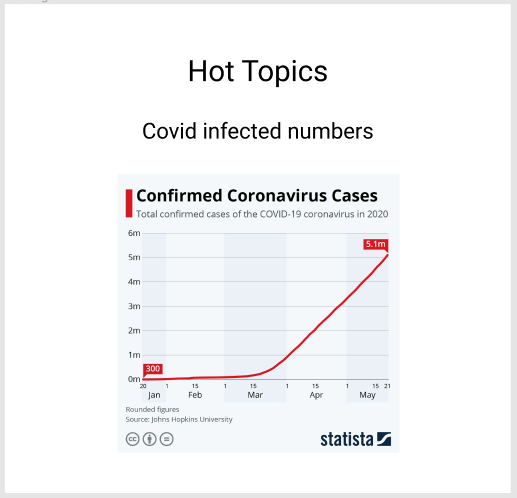 Hot Topics
Covid infected numbers
Confirmed Coronavirus Cases
Total confirmed cases of the COVID-19 coronavirus in 2020
6m
5.1m
5m
4m
3m
2m
1m
300
0m
20 1 15 1 15 1 15 1 15 21
Jan Feb Mar Apr May
Rounded figures
Source: Johns Hopkins University
cc
statista